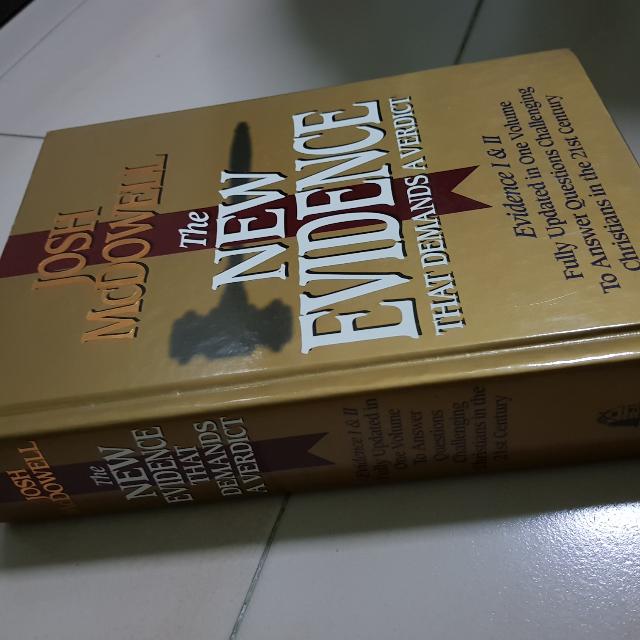 JOSH
McDOWELL
The
NEW
EVIDENCE
THAT DEMANDS A VERDICT
Evidence I & II
Fully Updated in One Volume
To Answer Questions Challenging
Christians in the 21st Century
JOSH
McDOWELL
The
NEW
EVIDENCE
THAT
DEMANDS
A VERDICT
Evidence I & II
Fully Updated in
One Volume
To Answer
Questions
Challenging
Christians in the
21st Century